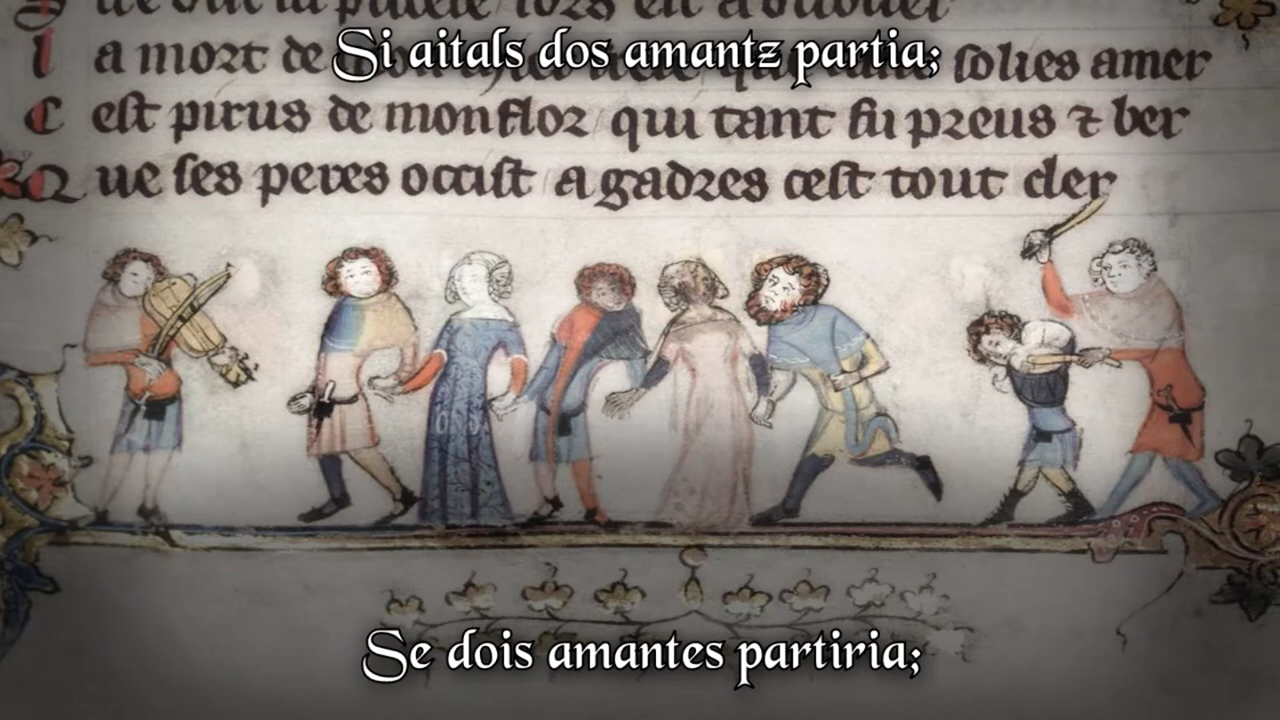 Si aitals dos amantz partia;
l a mort de solies amer
C est pirus de monflor qui tant fu preus ⁊ ber
Q ue ses peres occist a gadres cest tout cler
Se dois amantes partiria;